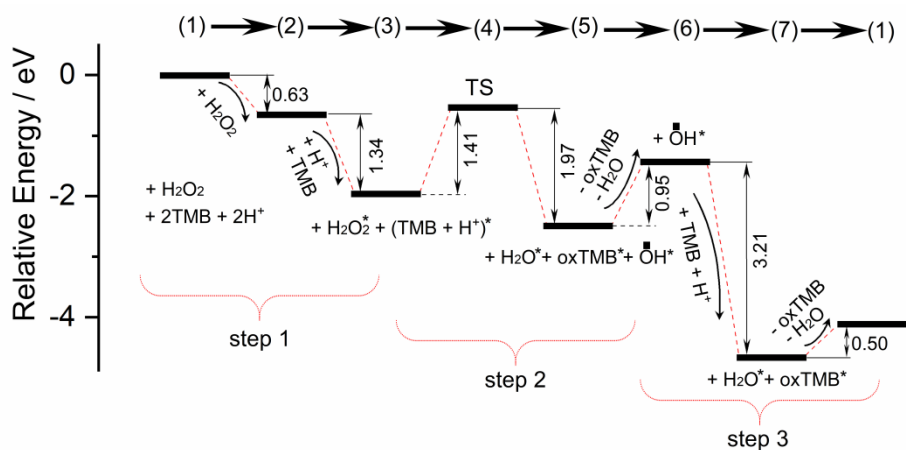 (1) (2) (3) (4) (5) (6) (7) (1)
Relative Energy / eV
0
-2
-4
+ H₂O₂
0.63
+ H⁺
+ TMB
1.34
TS
1.41
1.97
- oxTMB
- H₂O
+ ■OH*
0.95
+ TMB + H⁺
3.21
- oxTMB
- H₂O
0.50
+ H₂O₂
+ 2TMB + 2H⁺
+ H₂O₂* + (TMB + H⁺)*
+ H₂O*+ oxTMB*+ ■OH*
+ H₂O*+ oxTMB*
step 1
step 2
step 3